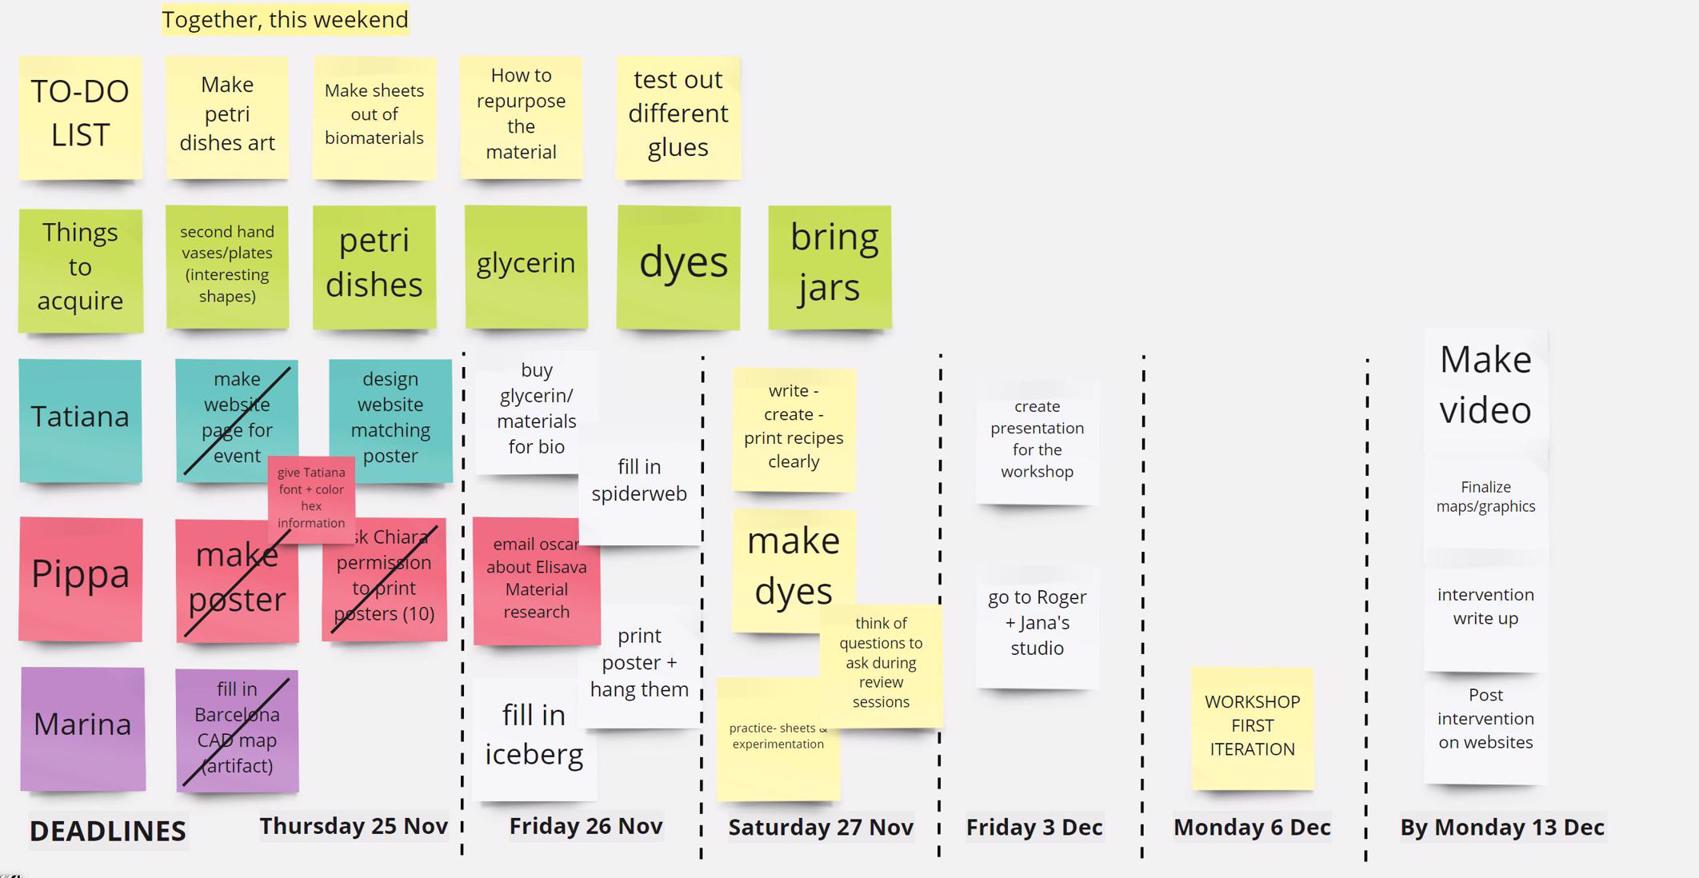 Together, this weekend
TO-DO
LIST
Make
petri
dishes art
Make sheets
out of
biomaterials
How to
repurpose
the
material
test out
different
glues
Things
to
acquire
second hand
vases/plates
(interesting
shapes)
petri
dishes
glycerin
dyes
bring
jars
Tatiana
make
website
page for
event
design
website
matching
poster
give Tatiana
font + color
hex
information
Pippa
make
poster
sk Chiara
permission
to print
posters (10)
Marina
fill in
Barcelona
CAD map
(artifact)
buy
glycerin/
materials
for bio
fill in
spiderweb
email oscar
about Elisava
Material
research
print
poster +
hang them
fill in
iceberg
write -
create -
print recipes
clearly
make
dyes
think of
questions to
ask during
review
sessions
practice- sheets &
experimentation
create
presentation
for the
workshop
go to Roger
+ Jana's
studio
WORKSHOP
FIRST
ITERATION
Make
video
Finalize
maps/graphics
intervention
write up
Post
intervention
on websites
DEADLINES
Thursday 25 Nov
Friday 26 Nov
Saturday 27 Nov
Friday 3 Dec
Monday 6 Dec
By Monday 13 Dec